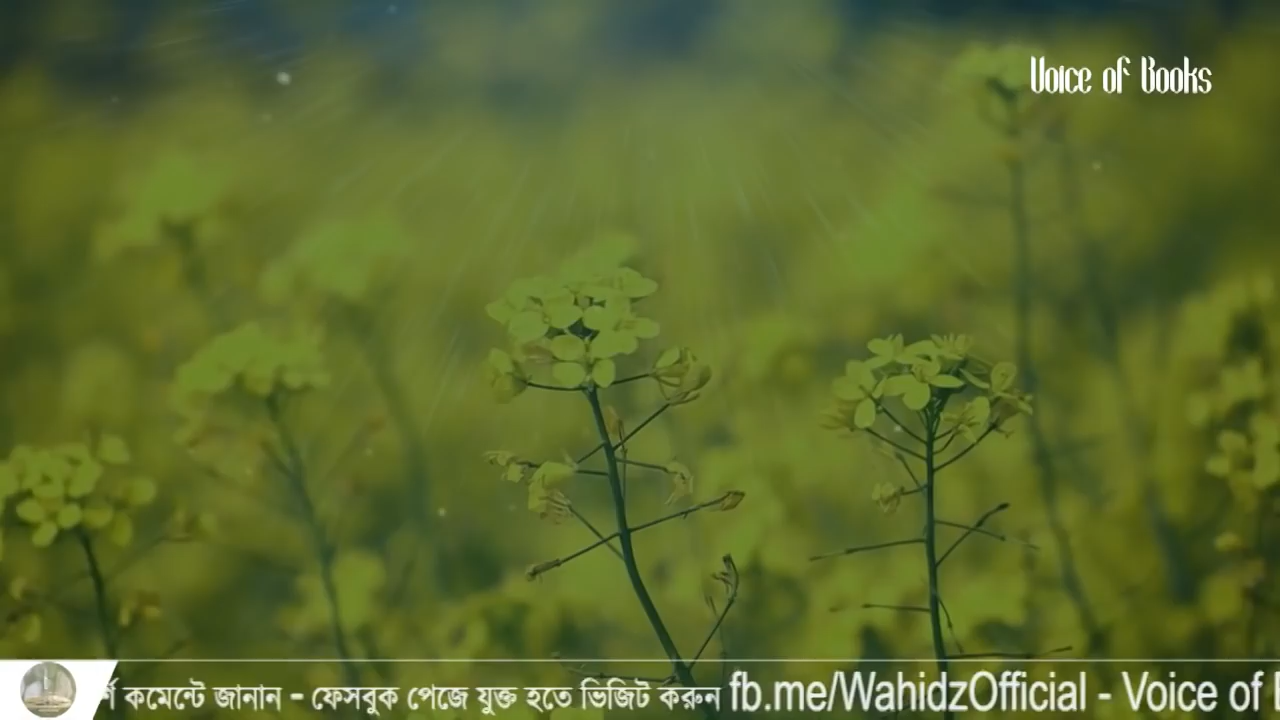 Voice of Books
কমেন্টে জানান - ফেসবুক পেজে যুক্ত হতে ভিজিট করুন fb.me/WahidzOfficial - Voice of